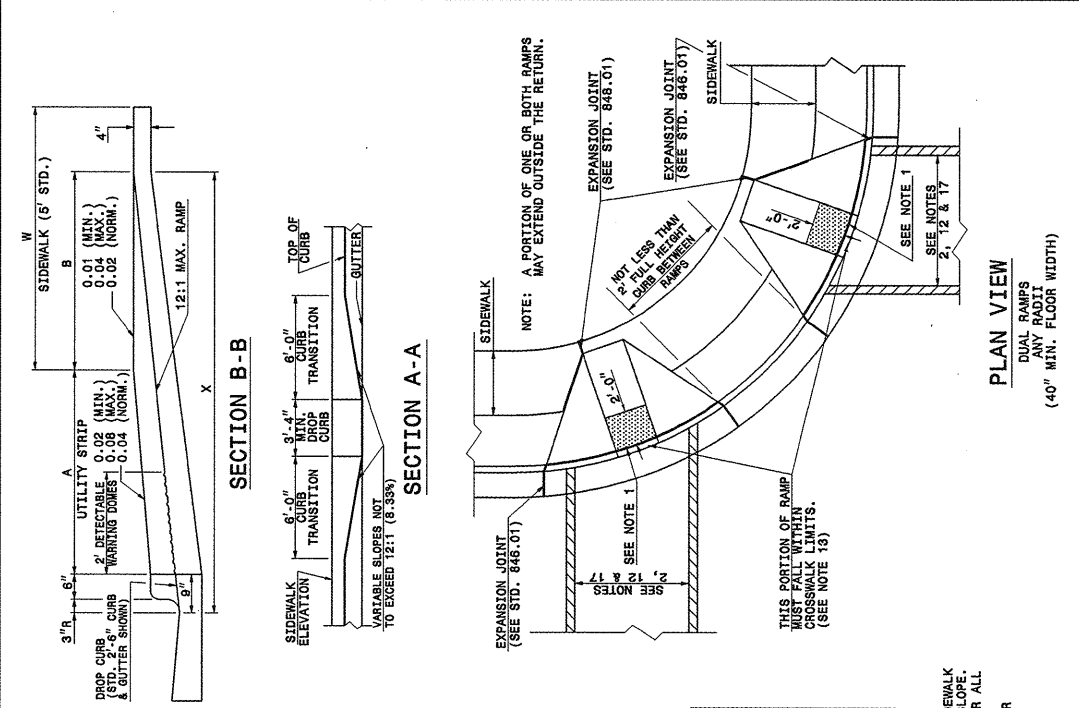 W
SIDEWALK (5' STD.)
4"
B
0.01 (MIN.)
0.04 (MAX.)
0.02 (NORM.)
12:1 MAX. RAMP
A
UTILITY STRIP
2' DETECTABLE
WARNING DOMES
0.02 (MIN.)
0.08 (MAX.)
0.04 (NORM.)
X
6"
3"R
9"
DROP CURB
(STD. 2'-6" CURB
& GUTTER SHOWN)
SECTION B-B
TOP OF
CURB
GUTTER
6'-0"
CURB
TRANSITION
3'-4"
MIN.
DROP
CURB
6'-0"
CURB
TRANSITION
SIDEWALK
ELEVATION
VARIABLE SLOPES NOT
TO EXCEED 12:1 (8.33%)
SECTION A-A
NOTE: A PORTION OF ONE OR BOTH RAMPS
MAY EXTEND OUTSIDE THE RETURN.
SIDEWALK
EXPANSION JOINT
(SEE STD. 848.01)
EXPANSION JOINT
(SEE STD. 846.01)
SIDEWALK
NOT LESS THAN
2' FULL HEIGHT
CURB BETWEEN
RAMPS
2'-0"
2'-0"
SEE NOTE 1
SEE NOTES
2, 12 & 17
EXPANSION JOINT
(SEE STD. 846.01)
SEE NOTE 1
SEE NOTES
2, 12 & 17
THIS PORTION OF RAMP
MUST FALL WITHIN
CROSSWALK LIMITS.
(SEE NOTE 13)
PLAN VIEW
DUAL RAMPS
ANY RADII
(40" MIN. FLOOR WIDTH)
EWALK
LOPE.
R ALL
R